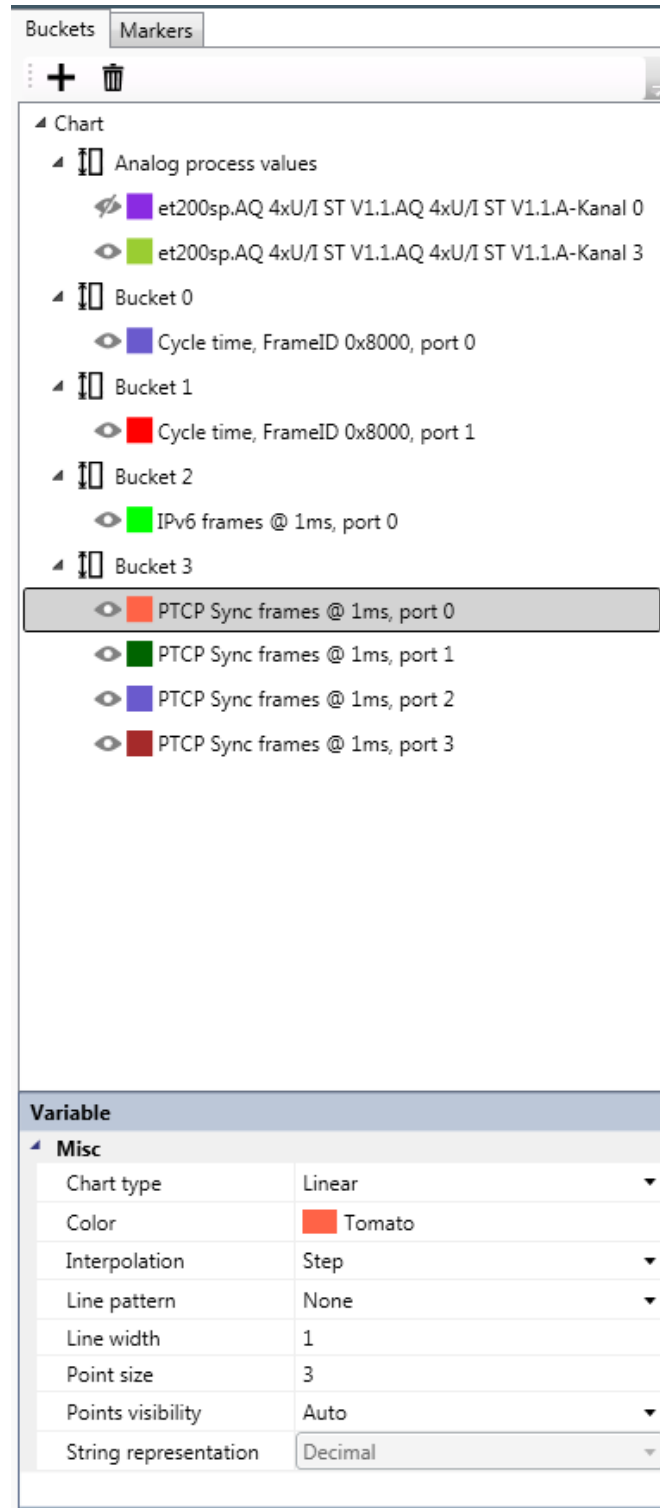 Buckets Markers
Chart
Analog process values
et200sp.AQ 4xU/I ST V1.1.AQ 4xU/I ST V1.1.A-Kanal 0
et200sp.AQ 4xU/I ST V1.1.AQ 4xU/I ST V1.1.A-Kanal 3
Bucket 0
Cycle time, FrameID 0x8000, port 0
Bucket 1
Cycle time, FrameID 0x8000, port 1
Bucket 2
IPv6 frames @ 1ms, port 0
Bucket 3
PTCP Sync frames @ 1ms, port 0
PTCP Sync frames @ 1ms, port 1
PTCP Sync frames @ 1ms, port 2
PTCP Sync frames @ 1ms, port 3
Variable
Misc
Chart type Linear
Color Tomato
Interpolation Step
Line pattern None
Line width 1
Point size 3
Points visibility Auto
String representation Decimal